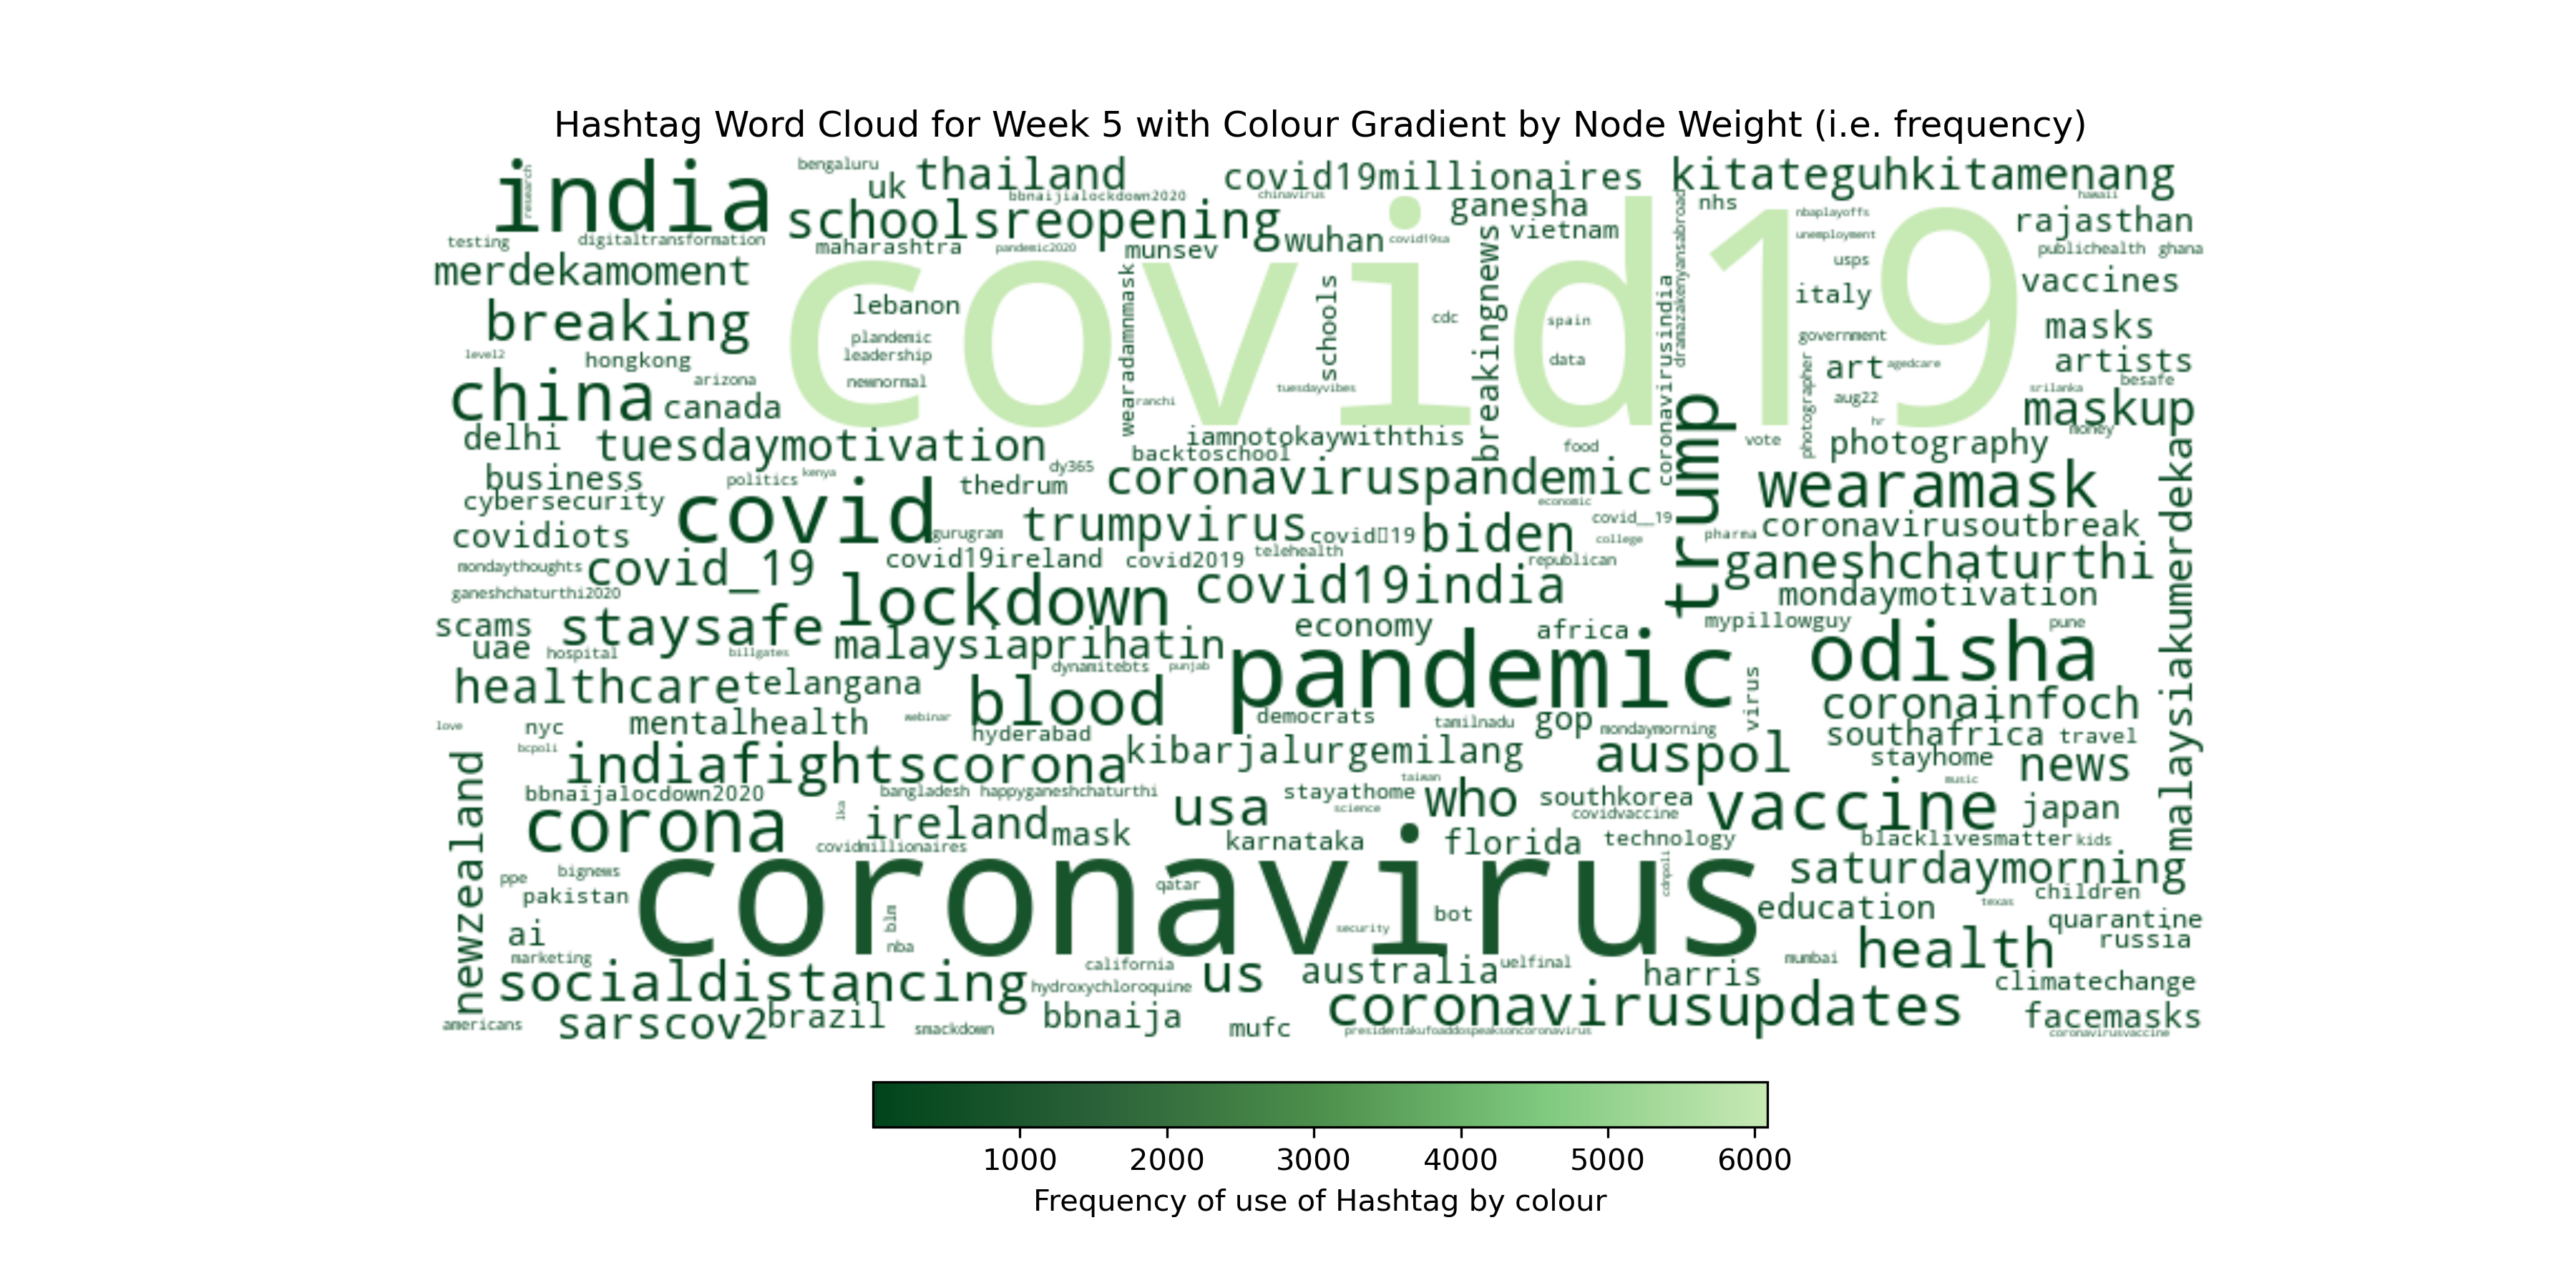 Hashtag Word Cloud for Week 5 with Colour Gradient by Node Weight (i.e. frequency)
india
research
bengaluru
uk
thailand
bbnaijialockdown2020
covid19millionaires
chinavirus
kitateguhkitamenang
hawaii
schoolsreopening
ganesha
nhs
nbaplayoffs
rajasthan
testing
digitaltransformation
maharashtra
pandemic2020
munsev
wuhan
covid19sa
vietnam
unemployment
publichealth
ghana
merdekamoment
covid19
usps
vaccines
breaking
lebanon
wearadamnmask
schools
cdc
breakingnews
spain
coronavirusindia
dramazakenyansabroad
italy
masks
plandemic
leadership
government
level2
hongkong
data
photographer
art
agedcare
artists
china
arizona
newnormal
tuesdayvibes
ranchi
srilanka
besafe
canada
trump
aug22
hr
maskup
money
delhi
tuesdaymotivation
iamnotokaywiththis
backtoschool
food
vote
photography
malaysiakumerdeka
business
politics
kenya
dy365
thedrum
coronaviruspandemic
economic
wearamask
cybersecurity
covid
covidiots
gurugram
trumpvirus
covid▯19
biden
covid__19
college
pharma
coronavirusoutbreak
mondaythoughts
covid_19
covid19ireland
covid2019
telehealth
republican
ganeshchaturthi
ganeshchaturthi2020
lockdown
covid19india
mondaymotivation
scams
staysafe
malaysiaprihatin
economy
africa
mypillowguy
pune
uae
hospital
billgates
dynamitebts
punjab
pandemic
odisha
healthcare
telangana
blood
virus
coronainfoch
love
nyc
mentalhealth
webinar
hyderabad
democrats
tamilnadu
gop
mondaymorning
southafrica
travel
newzealand
bcpoli
indiafightscorona
kibarjalurgemilang
auspol
stayhome
news
bbnaijalocdown2020
bangladesh
happyganeshchaturthi
taiwan
stayathome
science
who
southkorea
covidvaccine
vaccine
music
japan
corona
lka
ireland
mask
usa
karnataka
florida
technology
blacklivesmatter
kids
covidmillionaires
coronavirus
cdnpoli
saturdaymorning
ppe
bignews
pakistan
qatar
children
texas
ai
blm
nba
bot
security
education
quarantine
russia
marketing
socialdistancing
california
hydroxychloroquine
us
australia
uelfinal
harris
mumbai
health
climatechange
americans
sarscov2
brazil
smackdown
bbnaija
mufc
coronavirusupdates
presidentakufoaddospeaksoncoronavirus
facemasks
coronavirusvaccine
1000 2000 3000 4000 5000 6000
Frequency of use of Hashtag by colour